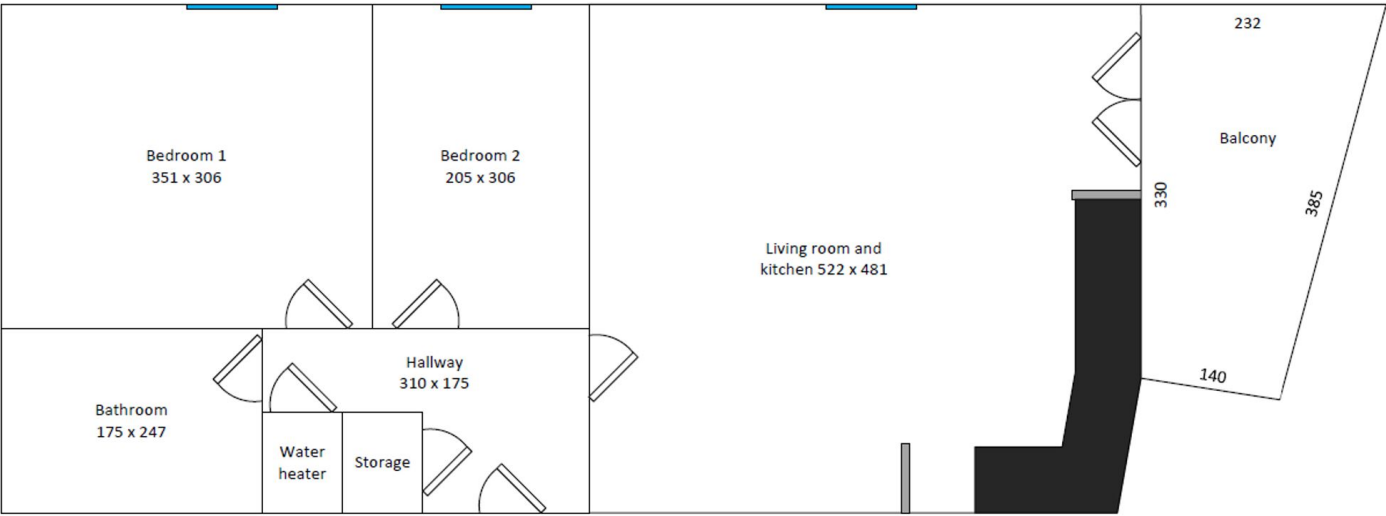 232
Bedroom 1
351 x 306
Bedroom 2
205 x 306
Balcony
330
385
Living room and
kitchen 522 x 481
Hallway
310 x 175
140
Bathroom
175 x 247
Water
heater
Storage